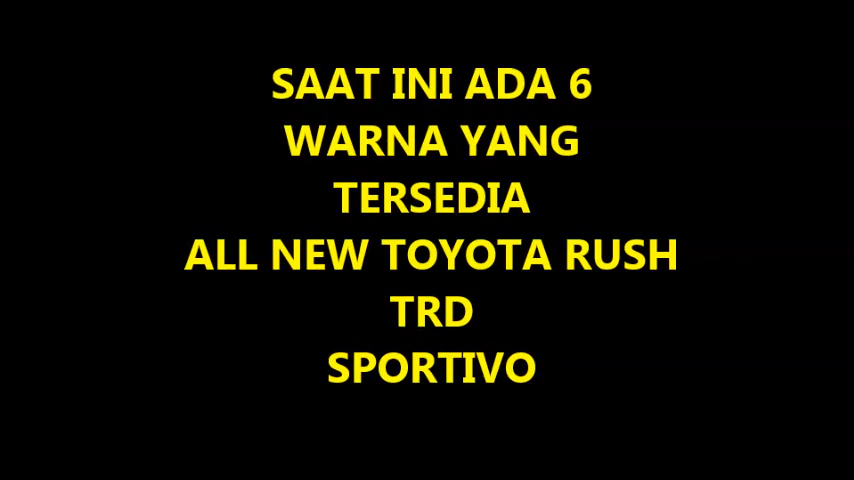 SAAT INI ADA 6
WARNA YANG
TERSEDIA
ALL NEW TOYOTA RUSH
TRD
SPORTIVO